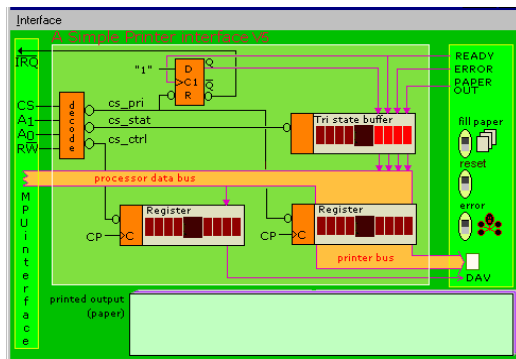 Interface
A Simple Printer interface V6
IRQ
"1"
D
Q
C1
Q
R
READY
ERROR
PAPER
OUT
CS
A1
A0
RW
decode
cs_pri
cs_stat
cs_ctrl
Tri state buffer
fill paper
reset
error
processor data bus
MPUinterface
Register
CP
C
Register
CP
C
printer bus
DAV
printed output
(paper)